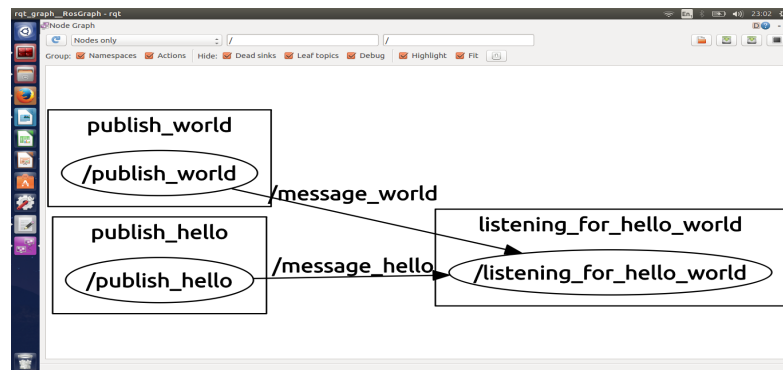 rqt_graph__RosGraph - rqt
En
23:02
Node Graph
Nodes only / /
Group: Namespaces Actions Hide: Dead sinks Leaf topics Debug Highlight Fit
publish_world
/publish_world
/message_world
publish_hello
listening_for_hello_world
/message_hello
/publish_hello
/listening_for_hello_world